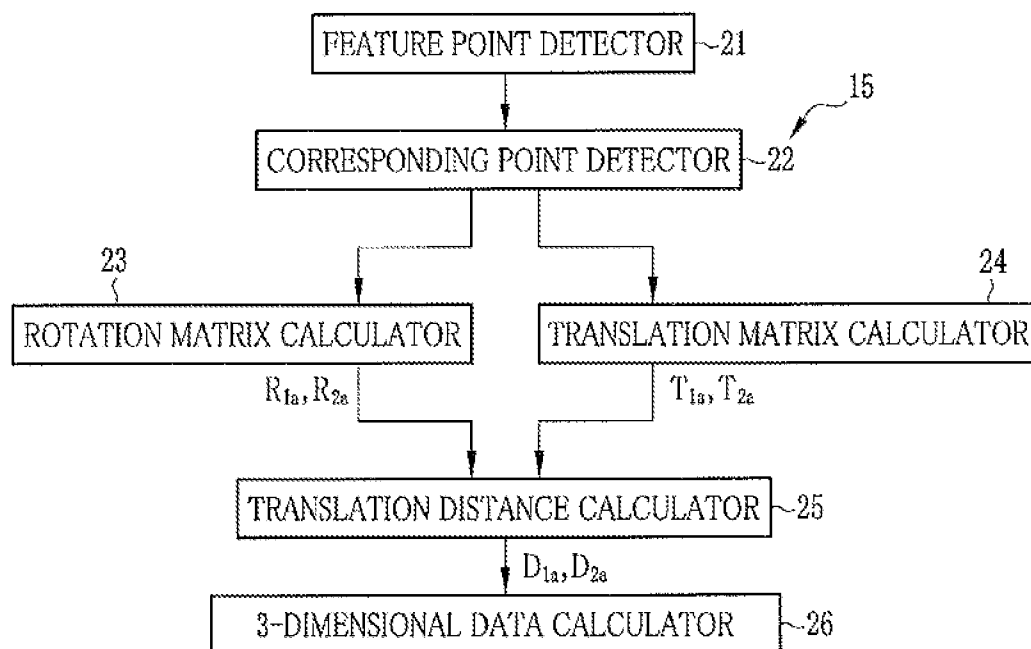 FEATURE POINT DETECTOR 21
15
CORRESPONDING POINT DETECTOR 22
23 24
ROTATION MATRIX CALCULATOR TRANSLATION MATRIX CALCULATOR
R1a, R2a T1a, T2a
TRANSLATION DISTANCE CALCULATOR 25
D1a, D2a
3-DIMENSIONAL DATA CALCULATOR 26